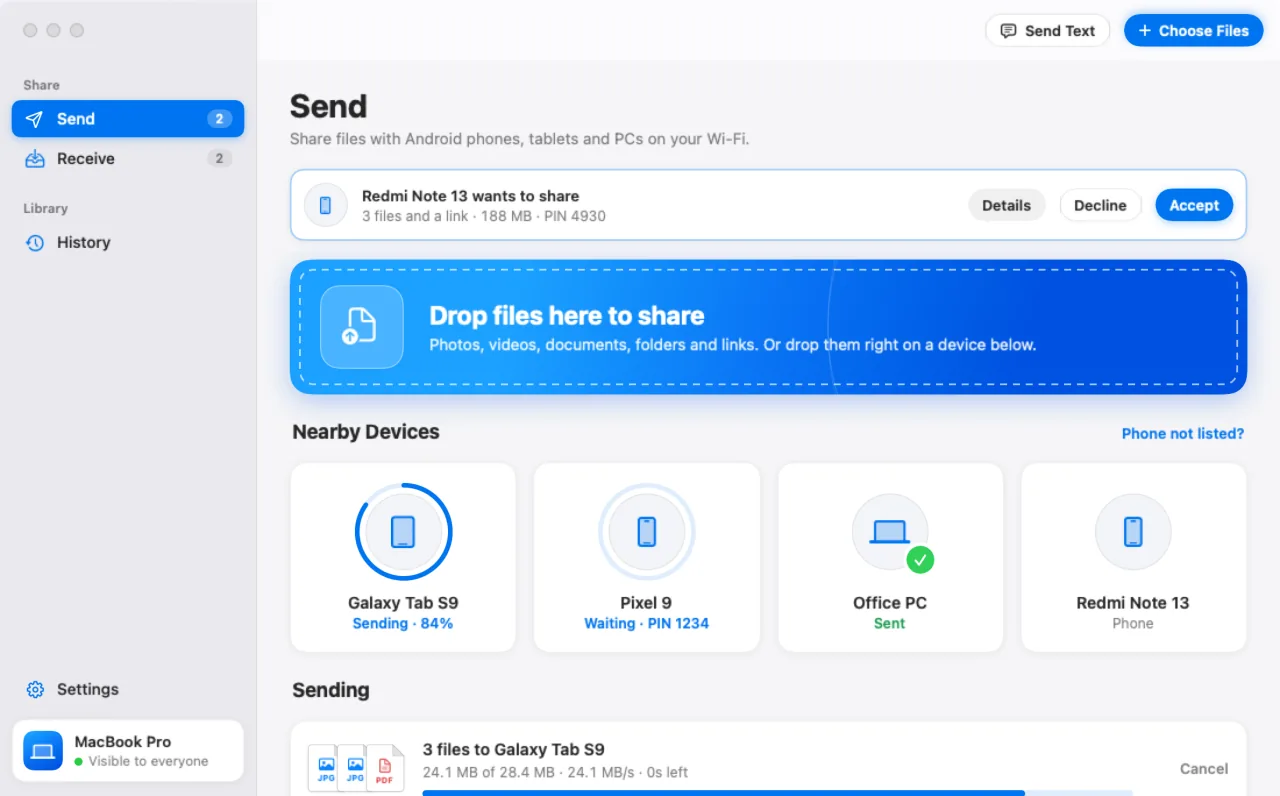 Send Text
Choose Files
Share
Send 2
Receive 2
Library
History
Settings
MacBook Pro
Visible to everyone
Send
Share files with Android phones, tablets and PCs on your Wi-Fi.
Redmi Note 13 wants to share
3 files and a link · 188 MB · PIN 4930
Details
Decline
Accept
Drop files here to share
Photos, videos, documents, folders and links. Or drop them right on a device below.
Nearby Devices
Phone not listed?
Galaxy Tab S9
Sending · 84%
Pixel 9
Waiting · PIN 1234
Office PC
Sent
Redmi Note 13
Phone
Sending
JPG JPG PDF
3 files to Galaxy Tab S9
24.1 MB of 28.4 MB · 24.1 MB/s · 0s left
Cancel